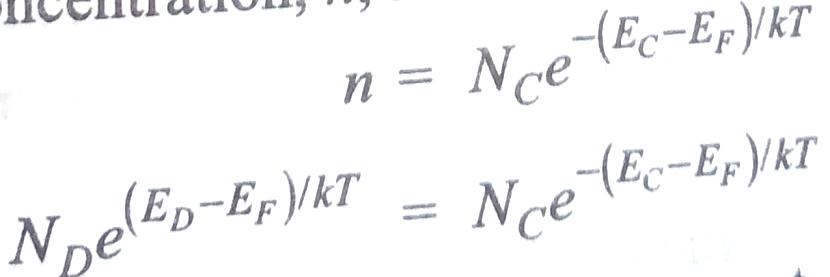 n = N_C e^{-(E_C-E_F)/kT}
N_D e^{(E_D-E_F)/kT} = N_C e^{-(E_C-E_F)/kT}